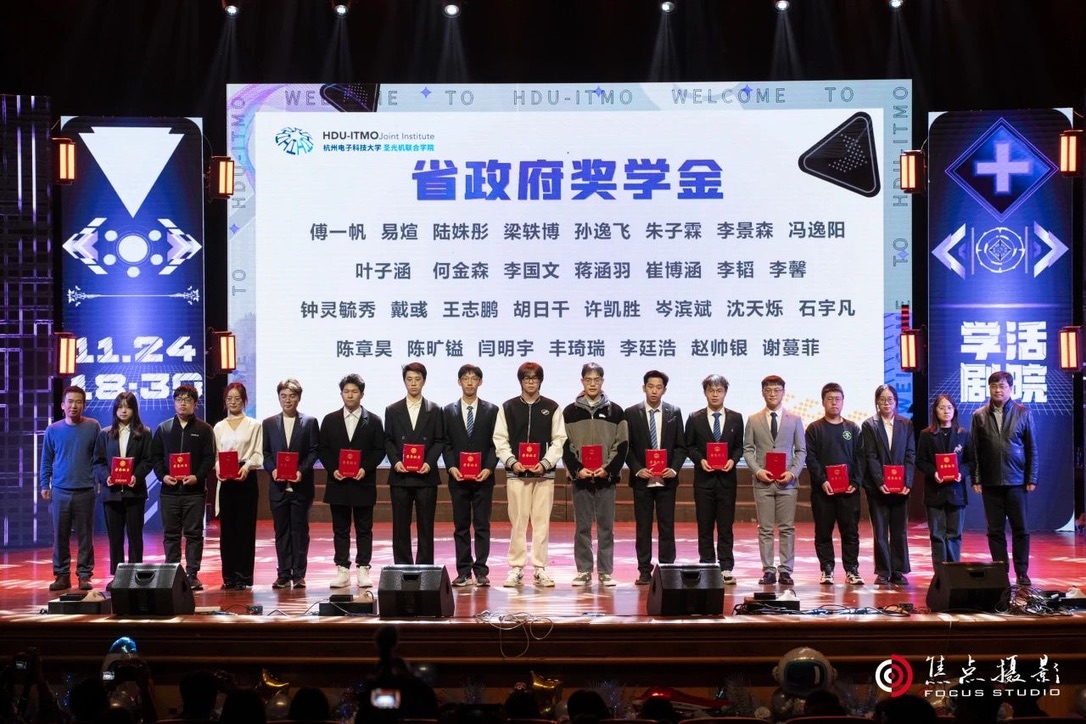 WELCOME TO HDU-ITMO WELCOME TO
HDU-ITMO
HDU-ITMO Joint Institute
杭州电子科技大学 圣光机联合学院
省政府奖学金
傅一帆 易煊 陆姝彤 梁轶博 孙逸飞 朱子霖 李景森 冯逸阳
叶子涵 何金森 李国文 蒋涵羽 崔博涵 李韬 李馨
钟灵毓秀 戴彧 王志鹏 胡日千 许凯胜 岑滨斌 沈天烁 石宇凡
陈章昊 陈旷镒 闫明宇 丰琦瑞 李廷浩 赵帅银 谢蔓菲
11.24
学活
剧院
焦点摄影
FOCUS STUDIO